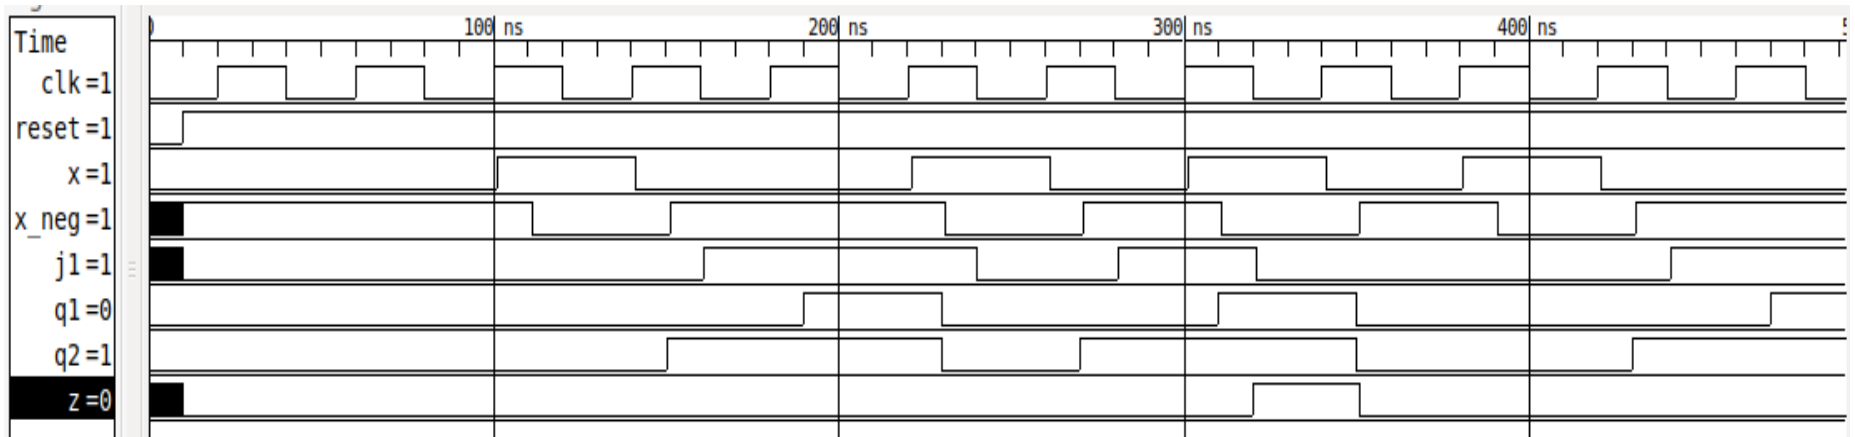 100 ns 200 ns 300 ns 400 ns
Time
clk=1
reset=1
x=1
x_neg=1
j1=1
q1=0
q2=1
z=0